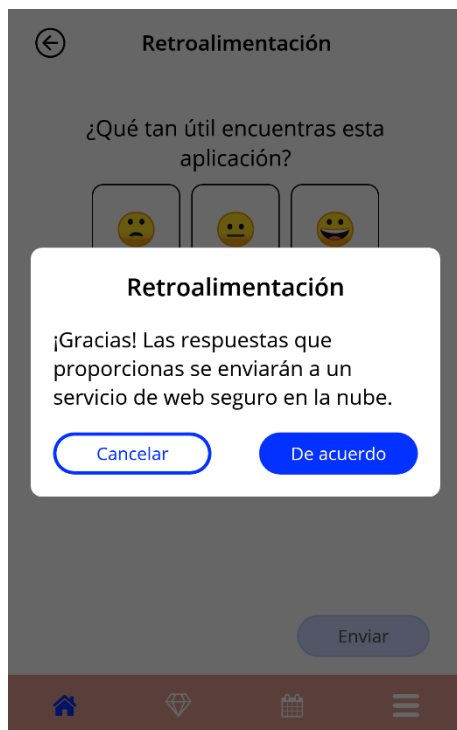 Retroalimentación
¿Qué tan útil encuentras esta
aplicación?
Retroalimentación
¡Gracias! Las respuestas que
proporcionas se enviarán a un
servicio de web seguro en la nube.
Cancelar
De acuerdo
Enviar